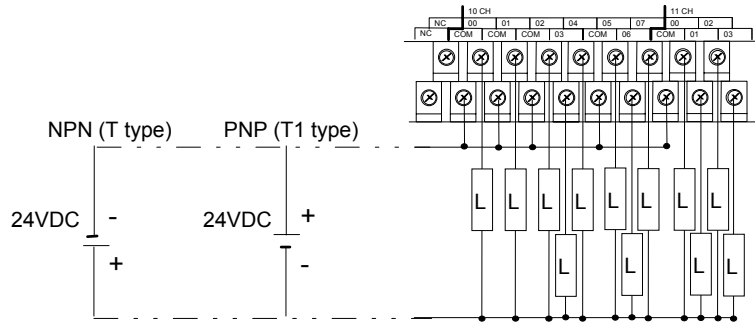 10 CH 11 CH
NC 00 01 02 04 05 07 00 02
NC COM COM COM 03 COM 06 COM 01 03
NPN (T type) PNP (T1 type)
24VDC - 24VDC +
+ -
L L L L L L L L
L L L L